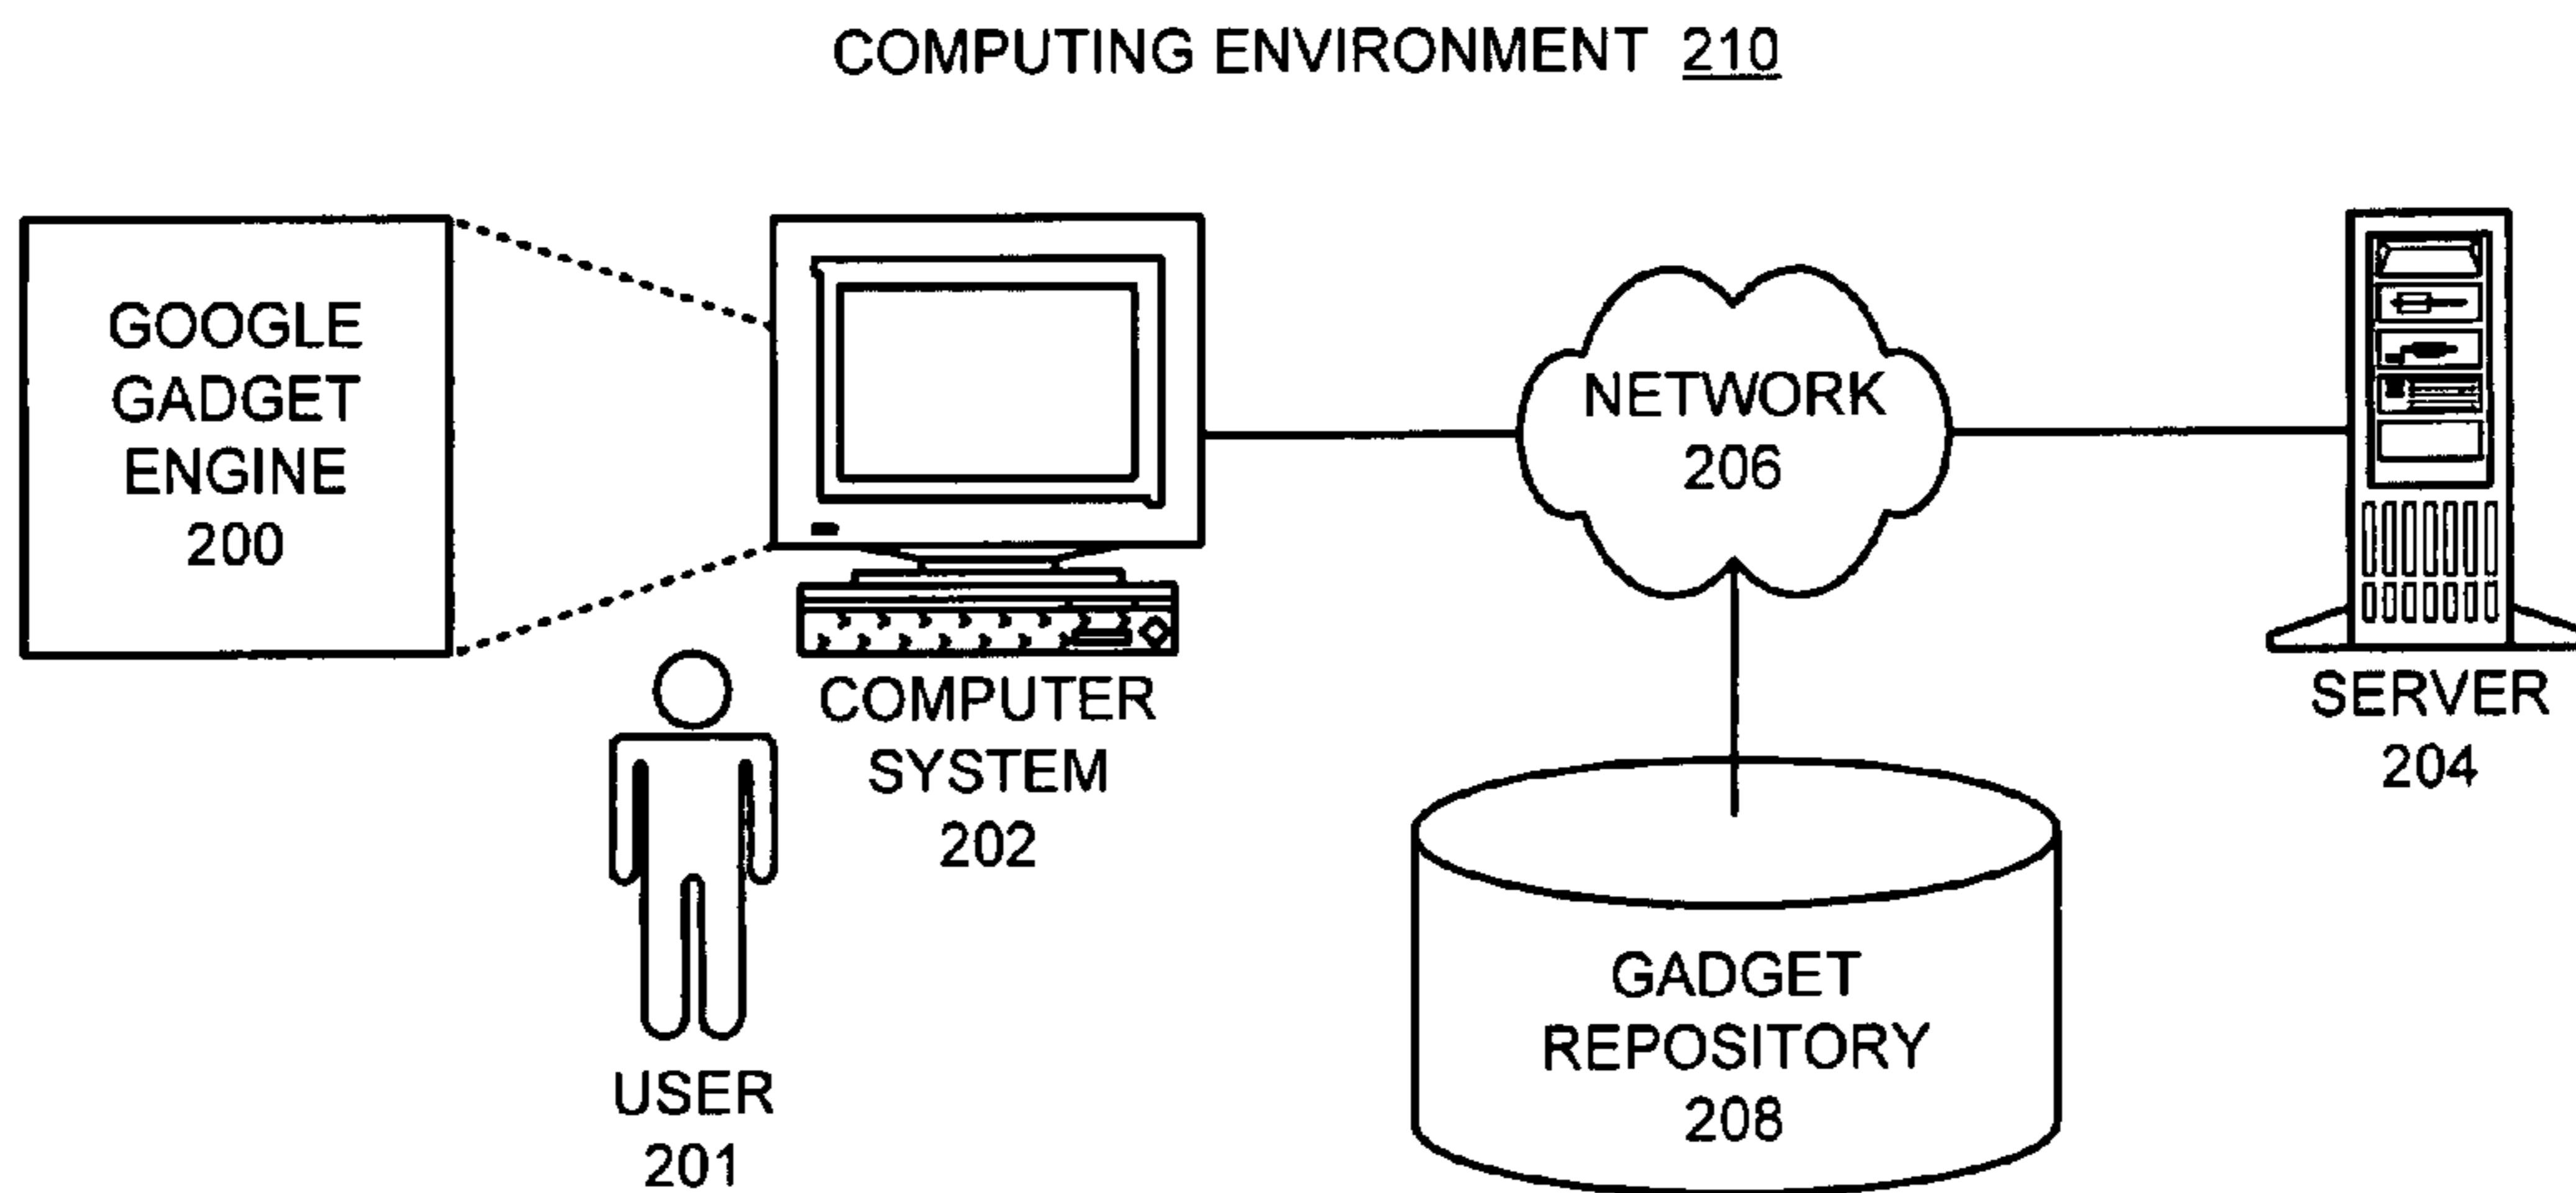 COMPUTING ENVIRONMENT 210
GOOGLE
GADGET
ENGINE
200
COMPUTER
SYSTEM
202
USER
201
NETWORK
206
GADGET
REPOSITORY
208
SERVER
204